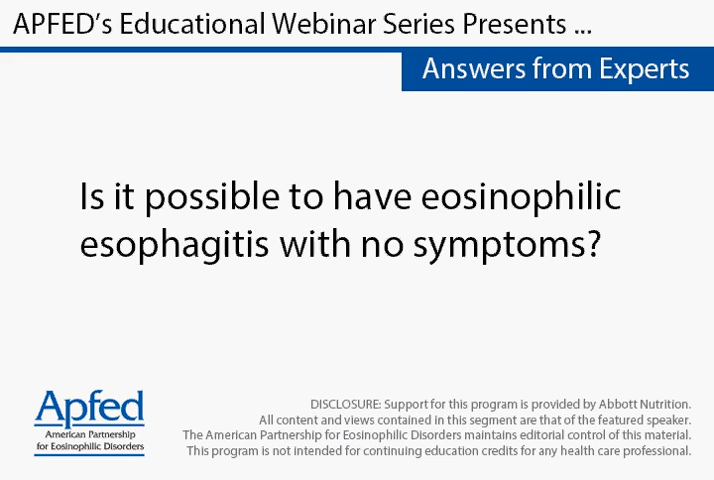 APFED's Educational Webinar Series Presents ...
Answers from Experts
Is it possible to have eosinophilic
esophagitis with no symptoms?
Apfed
American Partnership
for Eosinophilic Disorders
DISCLOSURE: Support for this program is provided by Abbott Nutrition.
All content and views contained in this segment are that of the featured speaker.
The American Partnership for Eosinophilic Disorders maintains editorial control of this material.
This program is not intended for continuing education credits for any health care professional.